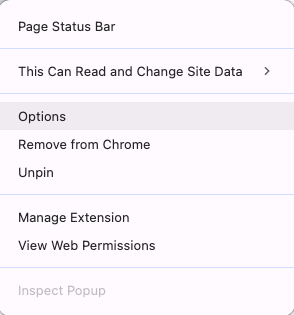 Page Status Bar
This Can Read and Change Site Data
Options
Remove from Chrome
Unpin
Manage Extension
View Web Permissions
Inspect Popup